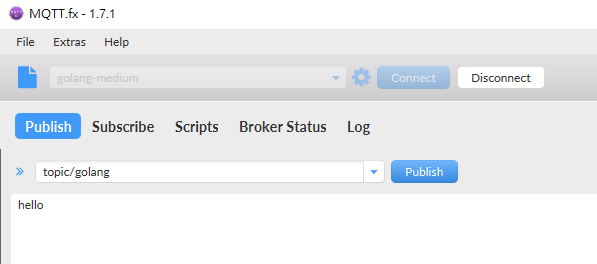 MQTT.fx - 1.7.1
File Extras Help
golang-medium Connect Disconnect
Publish Subscribe Scripts Broker Status Log
» topic/golang Publish
hello